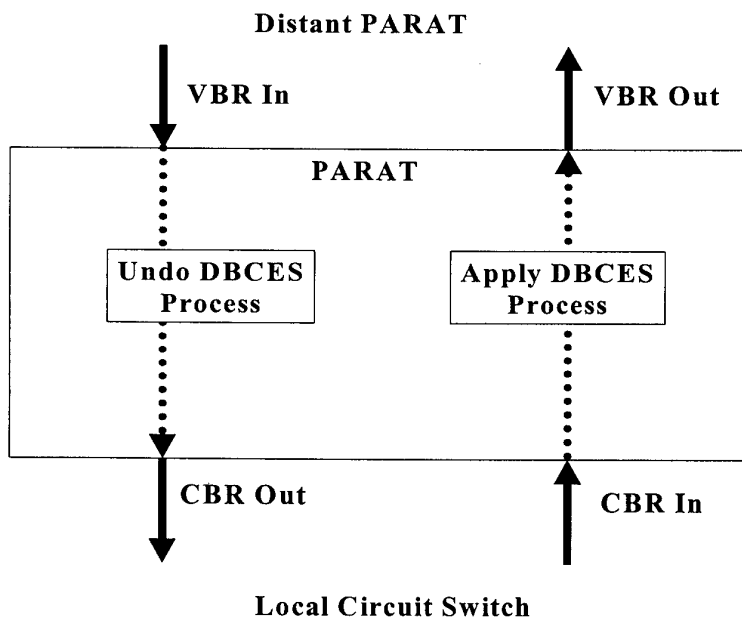 Distant PARAT
VBR In
VBR Out
PARAT
Undo DBCES
Process
Apply DBCES
Process
CBR Out
CBR In
Local Circuit Switch